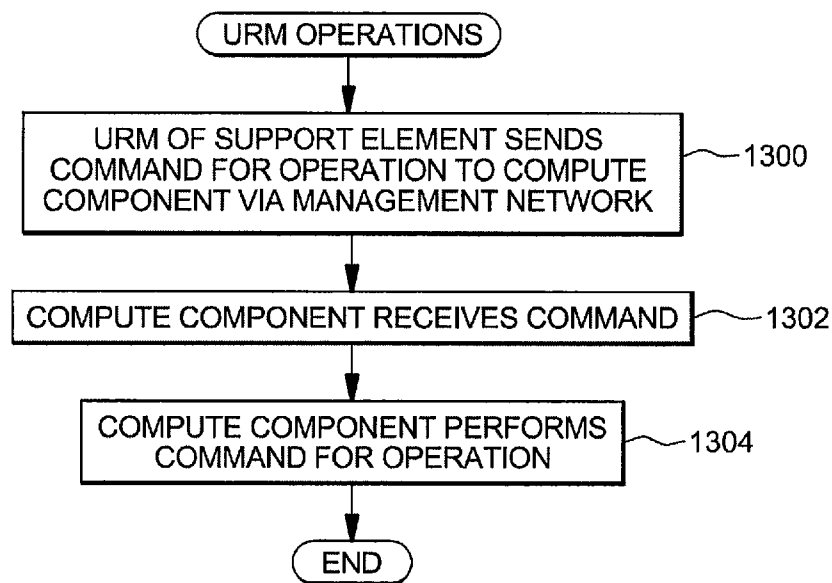 URM OPERATIONS
URM OF SUPPORT ELEMENT SENDS
COMMAND FOR OPERATION TO COMPUTE
COMPONENT VIA MANAGEMENT NETWORK
1300
COMPUTE COMPONENT RECEIVES COMMAND
1302
COMPUTE COMPONENT PERFORMS
COMMAND FOR OPERATION
1304
END